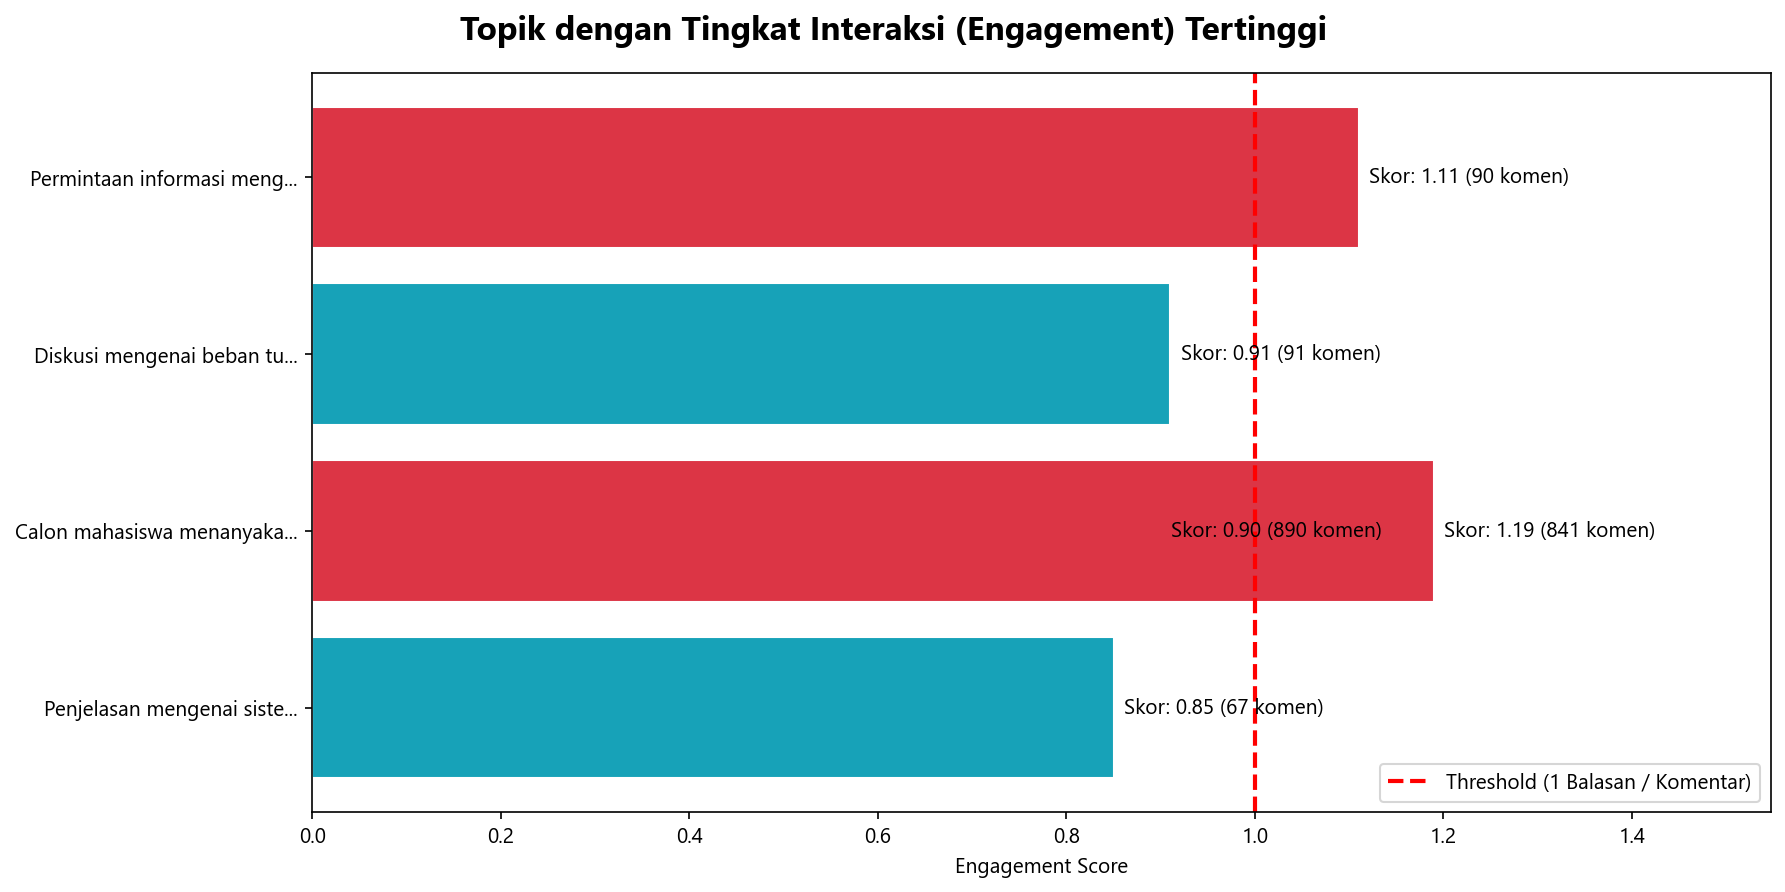 Topik dengan Tingkat Interaksi (Engagement) Tertinggi
Permintaan informasi meng...
Skor: 1.11 (90 komen)
Diskusi mengenai beban tu...
Skor: 0.91 (91 komen)
Calon mahasiswa menanyaka...
Skor: 0.90 (890 komen)
Skor: 1.19 (841 komen)
Penjelasan mengenai siste...
Skor: 0.85 (67 komen)
Threshold (1 Balasan / Komentar)
0.0 0.2 0.4 0.6 0.8 1.0 1.2 1.4
Engagement Score